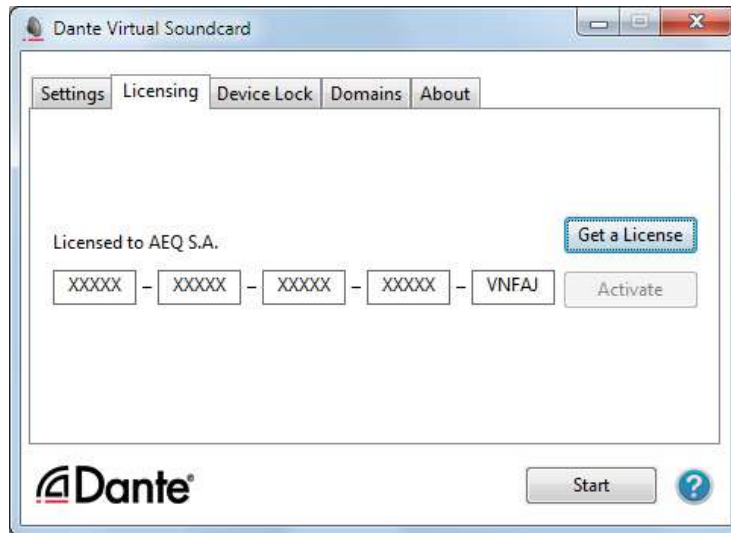 Dante Virtual Soundcard
Settings Licensing Device Lock Domains About
Licensed to AEQ S.A.
Get a License
XXXXX – XXXXX – XXXXX – XXXXX – VNFAJ
Activate
Dante®
Start
?